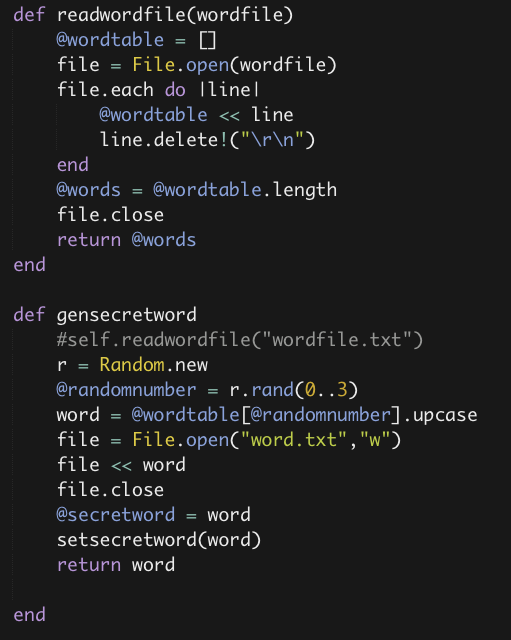 def readwordfile(wordfile)
    @wordtable = []
    file = File.open(wordfile)
    file.each do |line|
        @wordtable << line
        line.delete!("\r\n")
    end
    @words = @wordtable.length
    file.close
    return @words
end

def gensecretword
    #self.readwordfile("wordfile.txt")
    r = Random.new
    @randomnumber = r.rand(0..3)
    word = @wordtable[@randomnumber].upcase
    file = File.open("word.txt","w")
    file << word
    file.close
    @secretword = word
    setsecretword(word)
    return word

end